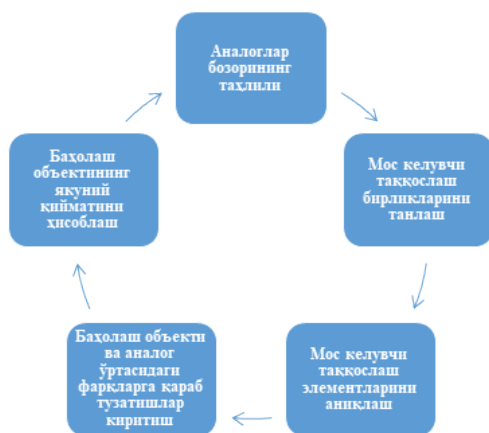 Аналоглар
бозорининг
таҳлили
Мос келувчи
таққослаш
бирликларини
танлаш
Мос келувчи
таққослаш
элементларини
аниқлаш
Баҳолаш объекти
ва аналог
ўртасидаги
фарқларга қараб
тузатишлар
киритиш
Баҳолаш
объектининг
якуний
қийматини
ҳисоблаш